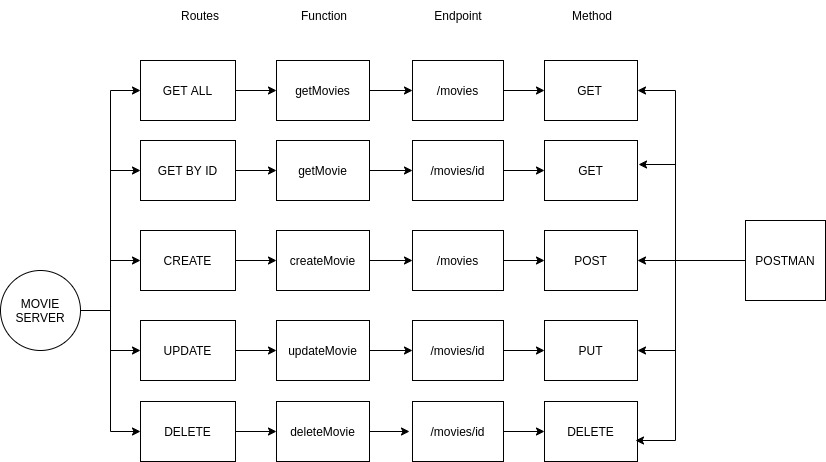 Routes Function Endpoint Method
GET ALL getMovies /movies GET
GET BY ID getMovie /movies/id GET
CREATE createMovie /movies POST
POSTMAN
MOVIE
SERVER
UPDATE updateMovie /movies/id PUT
DELETE deleteMovie /movies/id DELETE